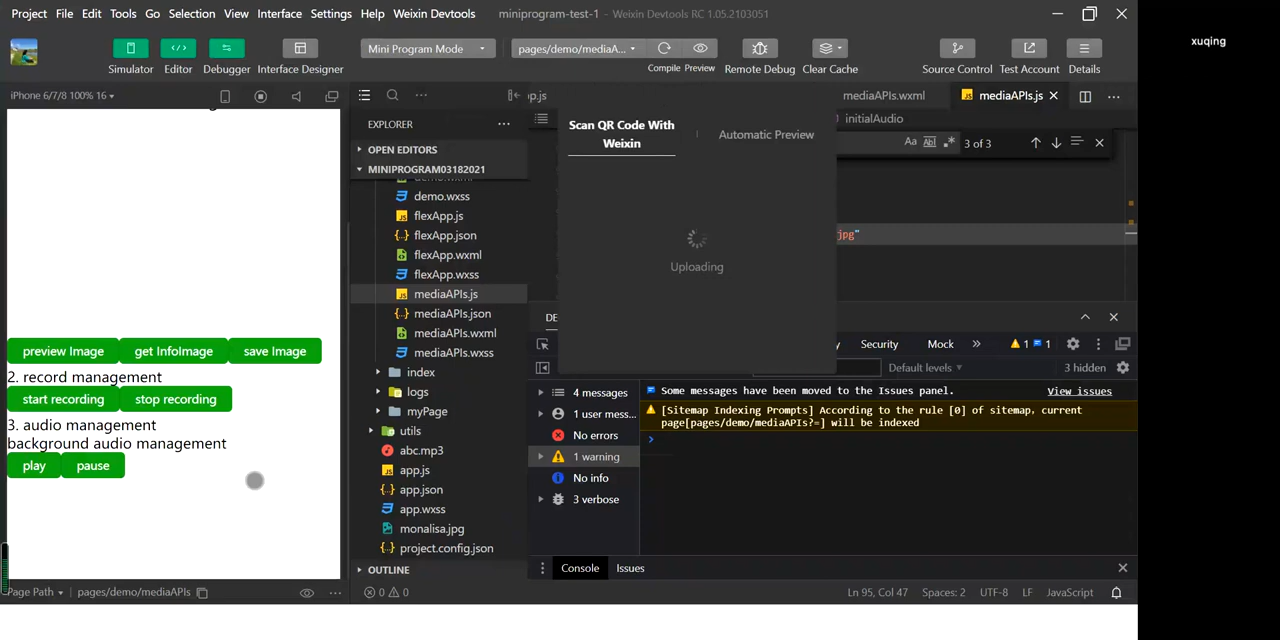 Project File Edit Tools Go Selection View Interface Settings Help Weixin Devtools miniprogram-test-1 - Weixin Devtools RC 1.05.2103051
xuqing
Mini Program Mode
pages/demo/mediaA...
Simulator Editor Debugger Interface Designer Compile Preview Remote Debug Clear Cache Source Control Test Account Details
iPhone 6/7/8 100% 16
p.js
mediaAPIs.wxml
mediaAPIs.js
EXPLORER
initialAudio
Scan QR Code With
Weixin
Automatic Preview
Aa Abl 3 of 3
OPEN EDITORS
MINIPROGRAM03182021
demo.wxss
flexApp.js
flexApp.json
flexApp.wxml
flexApp.wxss
mediaAPIs.js
mediaAPIs.json
mediaAPIs.wxml
mediaAPIs.wxss
index
logs
myPage
utils
abc.mp3
app.js
app.json
app.wxss
monalisa.jpg
project.config.json
OUTLINE
jpg"
Uploading
preview Image get InfoImage save Image
2. record management
start recording stop recording
3. audio management
background audio management
play pause
DE
Security Mock 1 1
Default levels 3 hidden
4 messages
1 user mess...
No errors
1 warning
No info
3 verbose
Some messages have been moved to the Issues panel. View issues
[Sitemap Indexing Prompts] According to the rule [0] of sitemap, current
page[pages/demo/mediaAPIs?=] will be indexed
Console Issues
Page Path pages/demo/mediaAPIs
0 0
Ln 95, Col 47 Spaces: 2 UTF-8 LF JavaScript